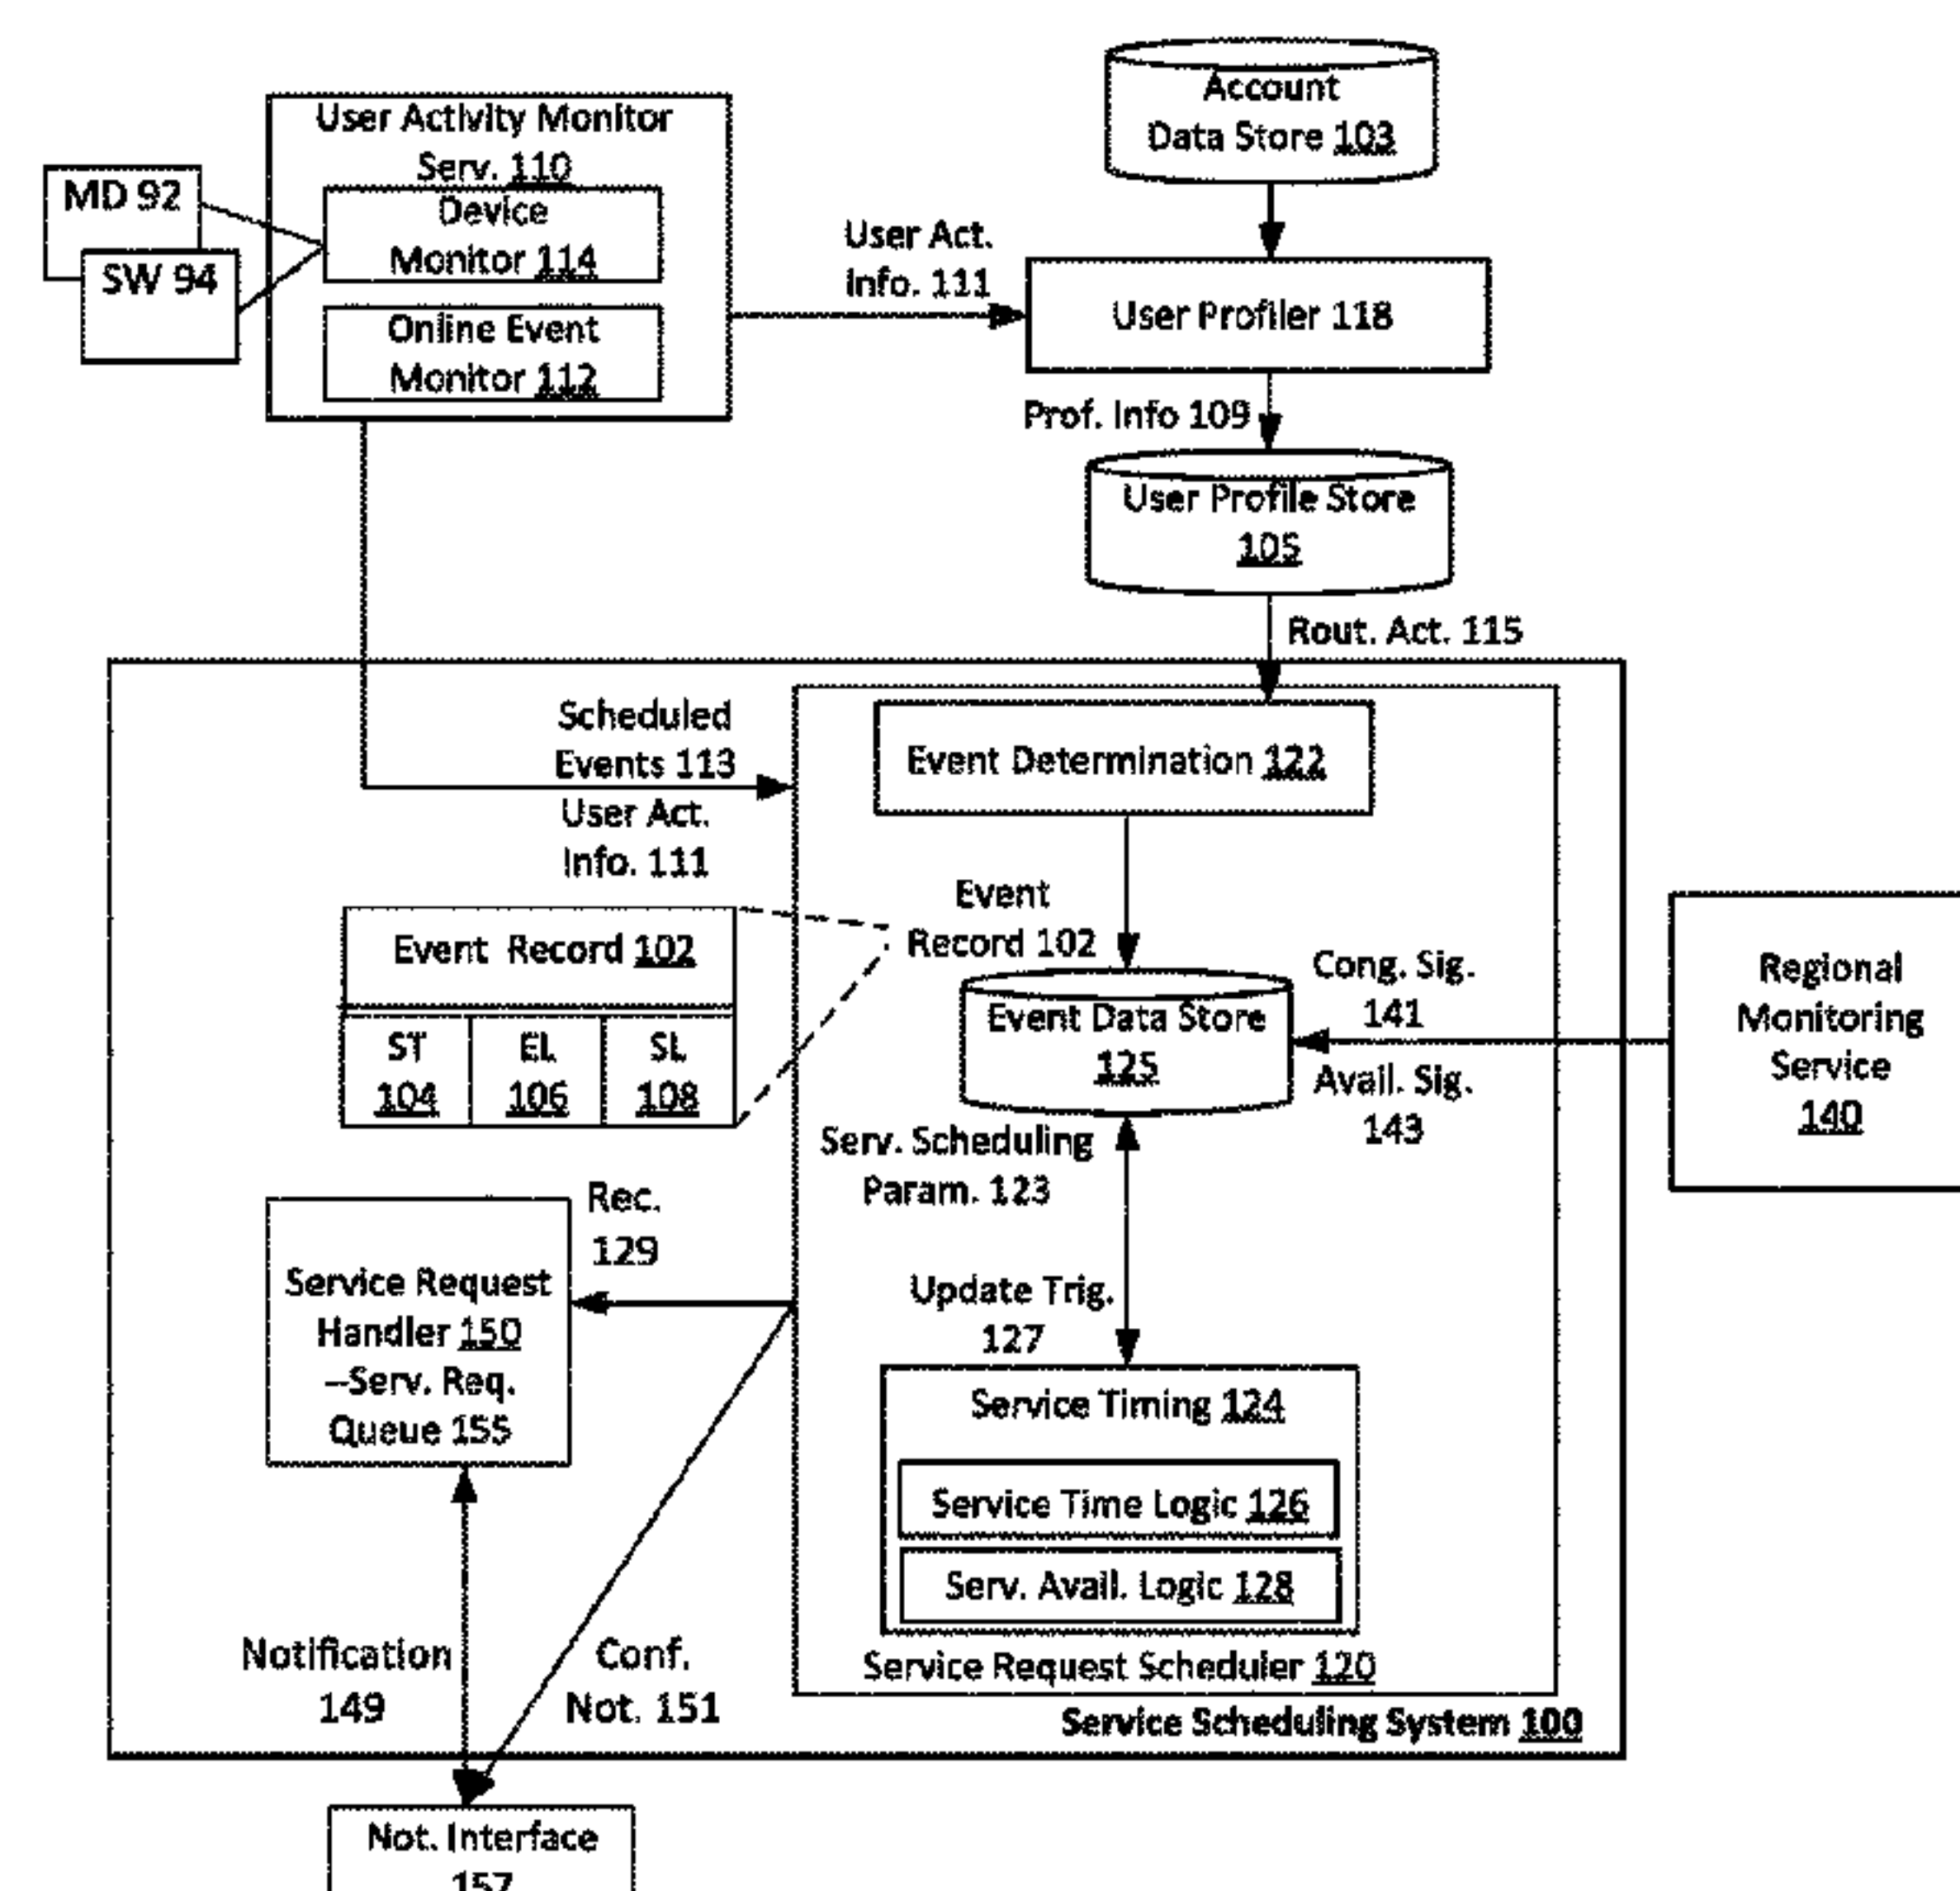 Account
Data Store 103
User Activity Monitor
Serv. 110
MD 92
SW 94
Device
Monitor 114
Online Event
Monitor 112
User Act.
Info. 111
User Profiler 118
Prof. Info 109
User Profile Store
105
Rout. Act. 115
Scheduled
Events 113
User Act.
Info. 111
Event Determination 122
Event
Record 102
Event Record 102
ST
104
EL
106
SL
108
Event Data Store
125
Cong. Sig.
141
Avail. Sig.
143
Regional
Monitoring
Service
140
Serv. Scheduling
Param. 123
Rec.
129
Service Request
Handler 150
--Serv. Req.
Queue 155
Update Trig.
127
Service Timing 124
Service Time Logic 126
Serv. Avail. Logic 128
Service Request Scheduler 120
Notification
149
Conf.
Not. 151
Service Scheduling System 100
Not. Interface
157